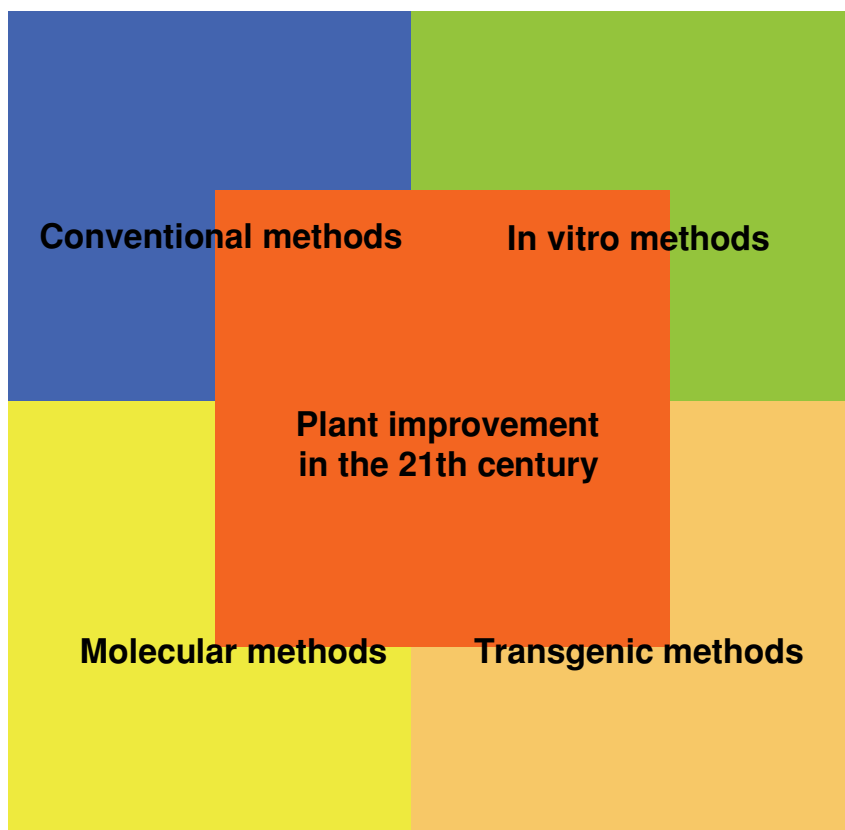 Conventional methods
In vitro methods
Plant improvement
in the 21th century
Molecular methods
Transgenic methods